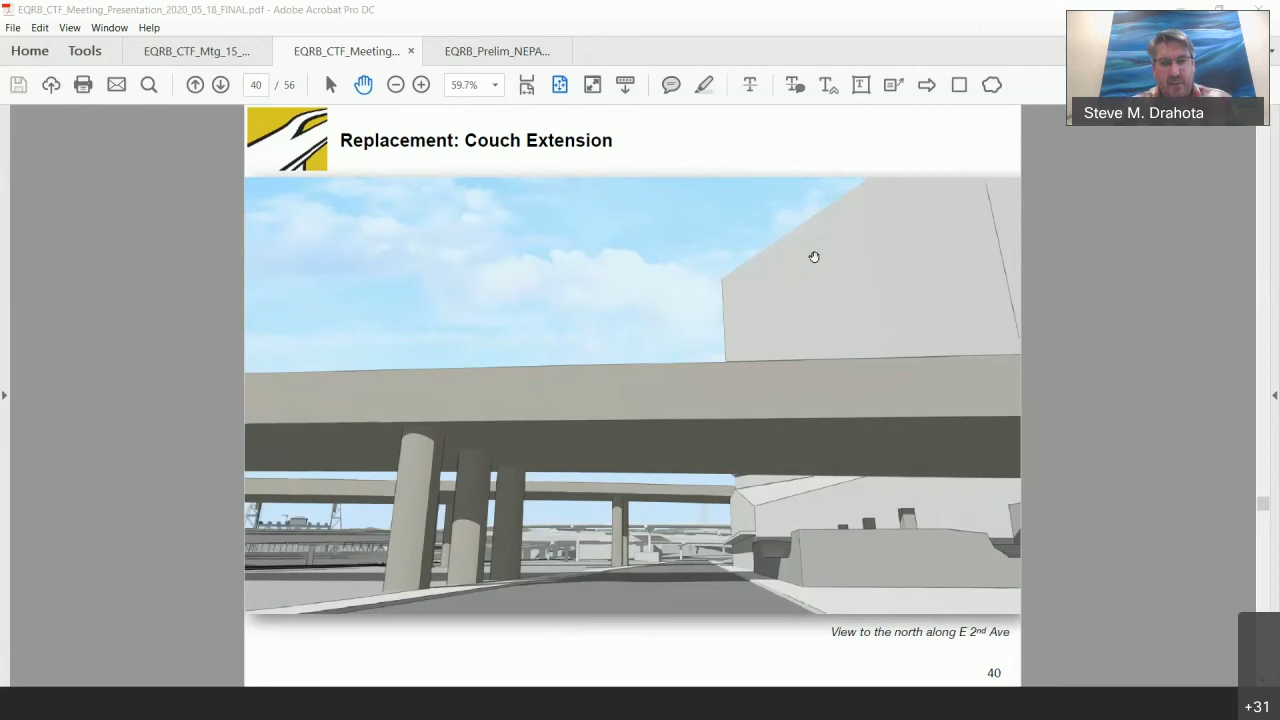 EQRB_CTF_Meeting_Presentation_2020_05_18_FINAL.pdf - Adobe Acrobat Pro DC
File Edit View Window Help
Home Tools EQRB_CTF_Mtg_15_... EQRB_CTF_Meeting... × EQRB_Prelim_NEPA...
40 / 56 59.7%
Steve M. Drahota
Replacement: Couch Extension
View to the north along E 2nd Ave
40
+31